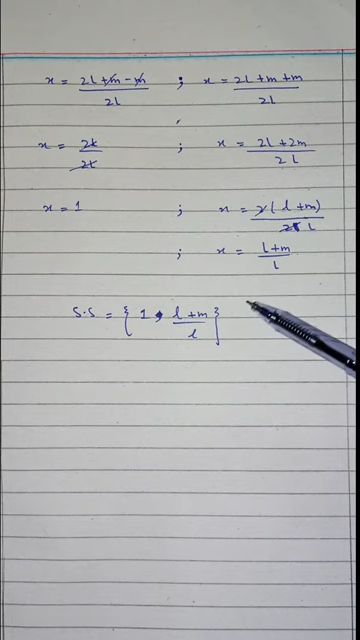 x = 2l + m - m / 2l ; x = 2l + m + m / 2l
x = 2l / 2l ; x = 2l + 2m / 2l
x = 1 ; x = 2(l + m) / 2l
; x = l + m / l
S.S = { 1 , l + m / l }